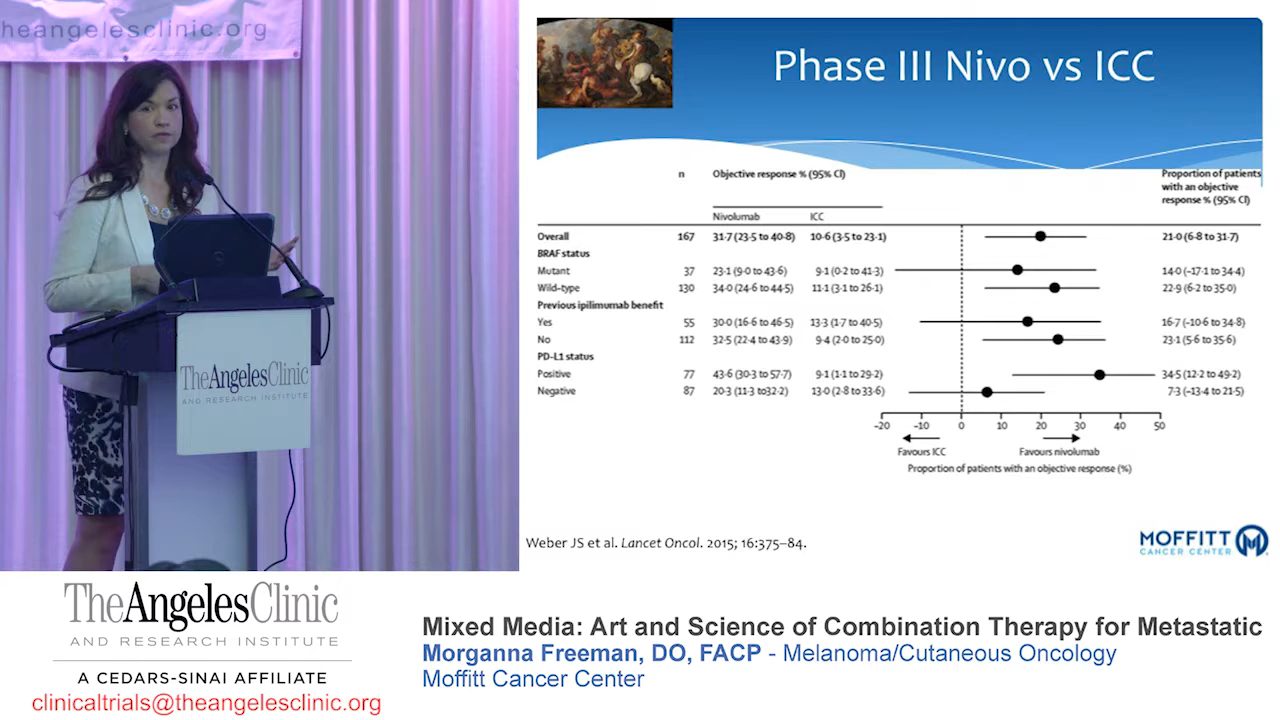 theangelesclinic.org
Phase III Nivo vs ICC
n Objective response % (95% CI) Proportion of patients with an objective response % (95% CI)
Nivolumab ICC
Overall 167 31·7 (23·5 to 40·8) 10·6 (3·5 to 23·1) 21·0 (6·8 to 31·7)
BRAF status
Mutant 37 23·1 (9·0 to 43·6) 9·1 (0·2 to 41·3) 14·0 (–17·1 to 34·4)
Wild-type 130 34·0 (24·6 to 44·5) 11·1 (3·1 to 26·1) 22·9 (6·2 to 35·0)
Previous ipilimumab benefit
Yes 55 30·0 (16·6 to 46·5) 13·3 (1·7 to 40·5) 16·7 (–10·6 to 34·8)
No 112 32·5 (22·4 to 43·9) 9·4 (2·0 to 25·0) 23·1 (5·6 to 35·6)
PD-L1 status
Positive 77 43·6 (30·3 to 57·7) 9·1 (1·1 to 29·2) 34·5 (12·2 to 49·2)
Negative 87 20·3 (11·3 to32·2) 13·0 (2·8 to 33·6) 7·3 (–13·4 to 21·5)
–20 –10 0 10 20 30 40 50
Favours ICC Favours nivolumab
Proportion of patients with an objective response (%)
Weber JS et al. Lancet Oncol. 2015; 16:375–84.
MOFFITT
CANCER CENTER
TheAngelesClinic
AND RESEARCH INSTITUTE
TheAngelesClinic
AND RESEARCH INSTITUTE
A CEDARS-SINAI AFFILIATE
clinicaltrials@theangelesclinic.org
Mixed Media: Art and Science of Combination Therapy for Metastatic
Morganna Freeman, DO, FACP - Melanoma/Cutaneous Oncology
Moffitt Cancer Center